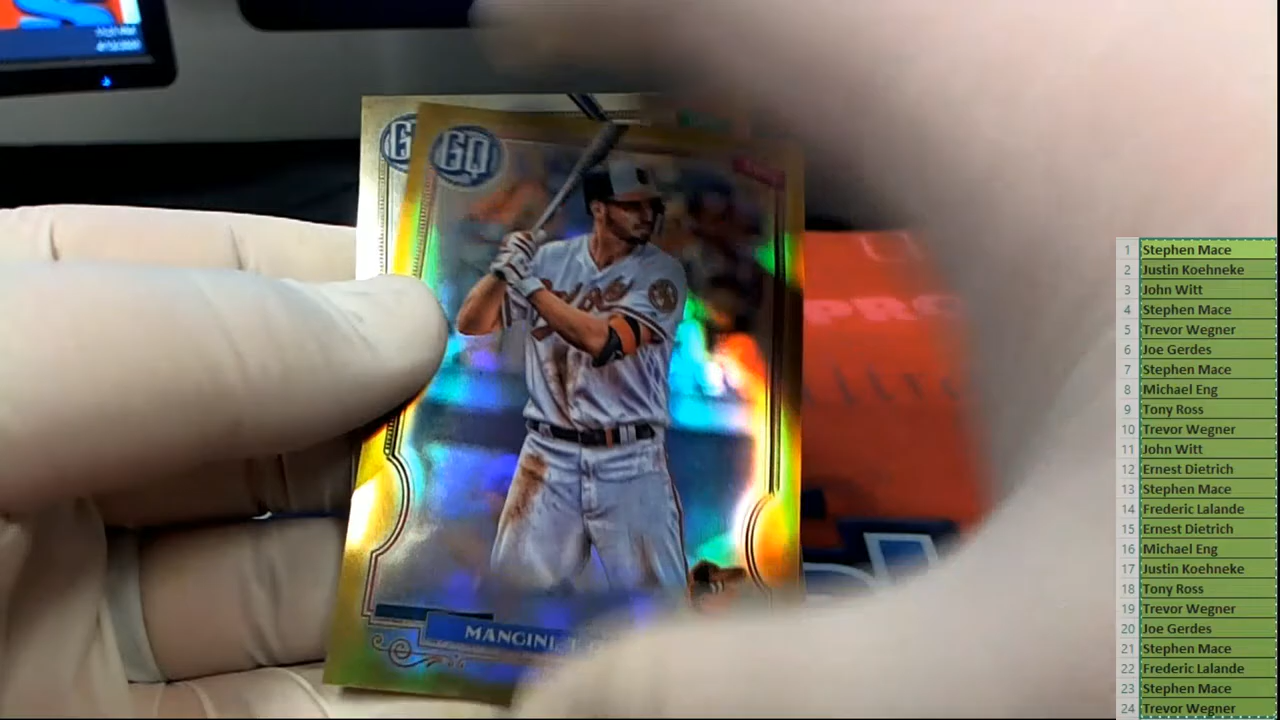 GQ
GQ
MANCINI,
PRO
1 Stephen Mace
2 Justin Koehneke
3 John Witt
4 Stephen Mace
5 Trevor Wegner
6 Joe Gerdes
7 Stephen Mace
8 Michael Eng
9 Tony Ross
10 Trevor Wegner
11 John Witt
12 Ernest Dietrich
13 Stephen Mace
14 Frederic Lalande
15 Ernest Dietrich
16 Michael Eng
17 Justin Koehneke
18 Tony Ross
19 Trevor Wegner
20 Joe Gerdes
21 Stephen Mace
22 Frederic Lalande
23 Stephen Mace
24 Trevor Wegner